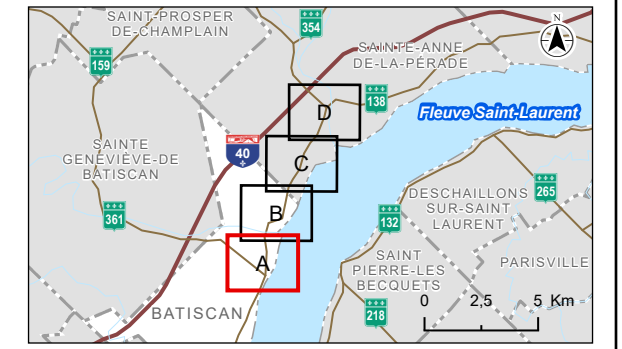 SAINT-PROSPER
DE-CHAMPLAIN
354
N
159
SAINTE-ANNE
DE-LA-PÉRADE
138
D
Fleuve Saint-Laurent
SAINTE
GENEVIÈVE-DE
BATISCAN
40
C
DESCHAILLONS
SUR-SAINT
LAURENT
265
361
B
132
A
SAINT
PIERRE-LES
BECQUETS
PARISVILLE
BATISCAN
218
0 2,5 5 Km